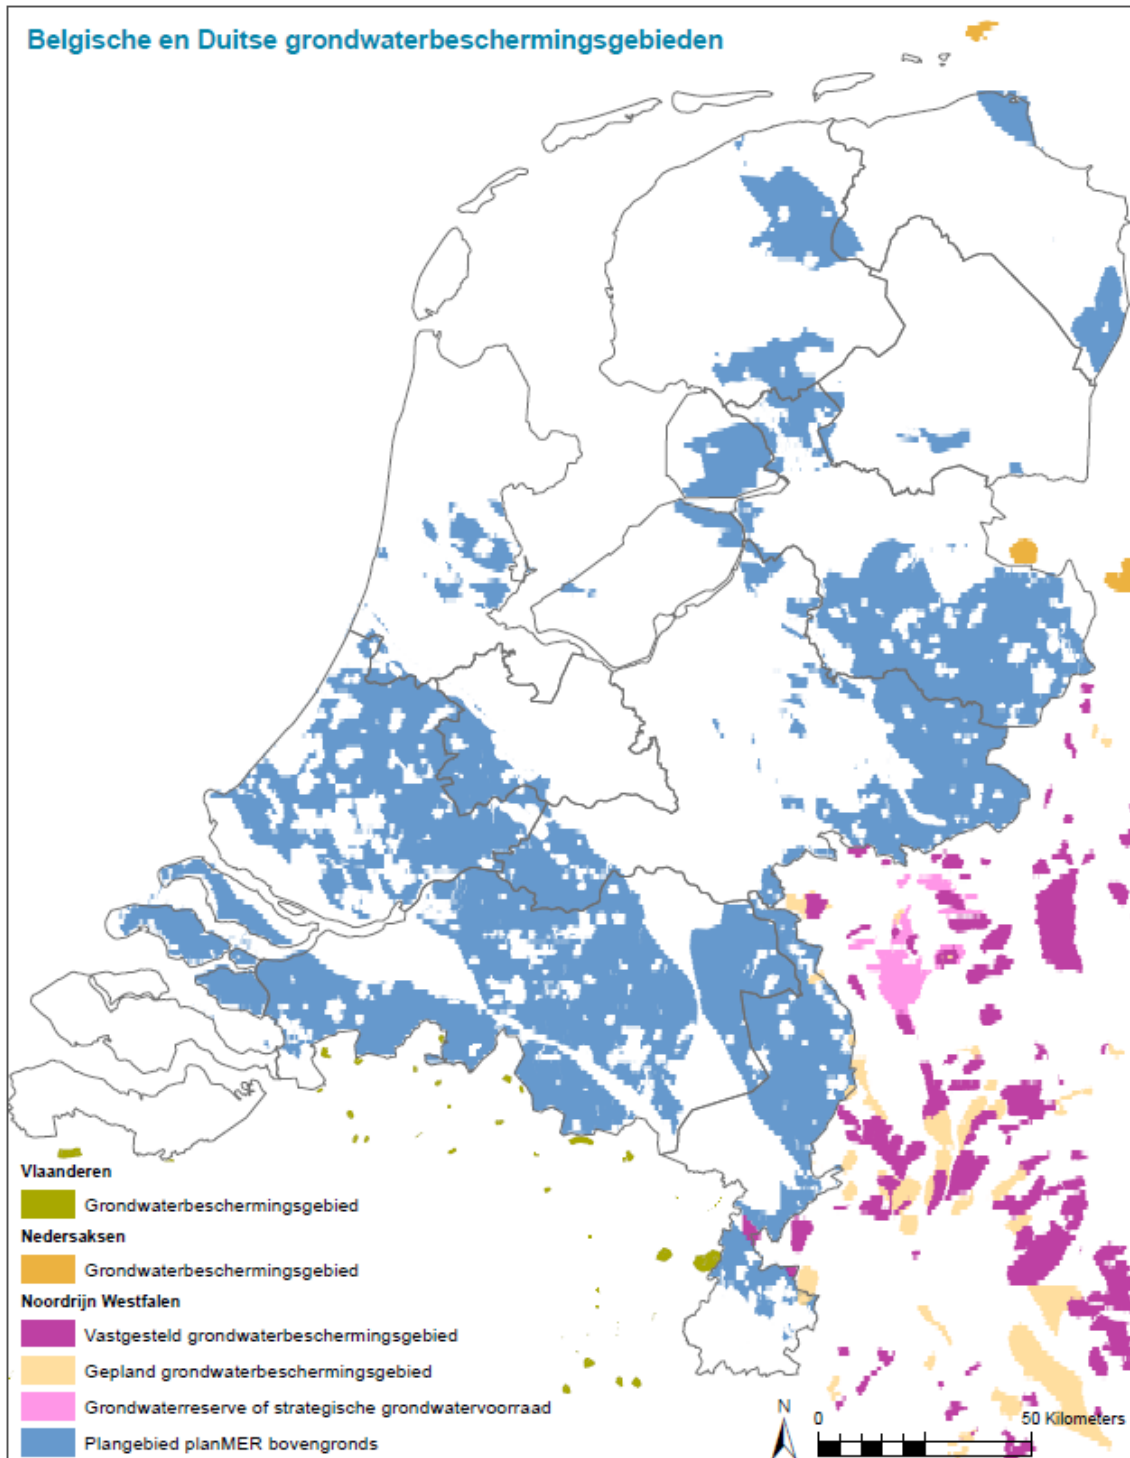 Belgische en Duitse grondwaterbeschermingsgebieden
Vlaanderen
Grondwaterbeschermingsgebied
Nedersaksen
Grondwaterbeschermingsgebied
Noordrijn Westfalen
Vastgesteld grondwaterbeschermingsgebied
Gepland grondwaterbeschermingsgebied
Grondwaterreserve of strategische grondwatervoorraad
Plangebied planMER bovengronds
N
0 50 Kilometers